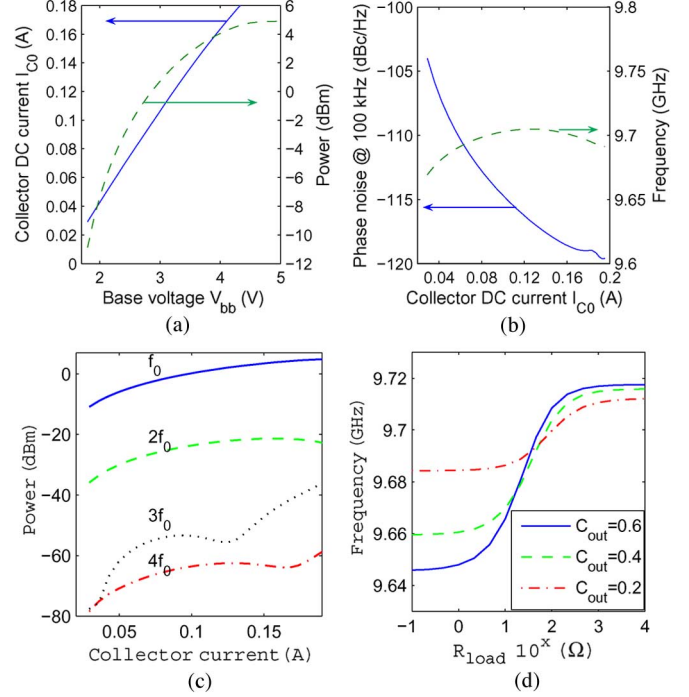 0.18
0.16
0.14
0.12
0.1
0.08
0.06
0.04
0.02
0
Collector DC current I_C0 (A)
6
4
2
0
−2
−4
−6
−8
−10
−12
Power (dBm)
2 3 4 5
Base voltage V_bb (V)
(a)
−100
−105
−110
−115
−120
Phase noise @ 100 kHz (dBc/Hz)
9.8
9.75
9.7
9.65
9.6
Frequency (GHz)
0.04 0.08 0.12 0.16 0.2
Collector DC current I_C0 (A)
(b)
0
−20
−40
−60
−80
Power (dBm)
f_0
2f_0
3f_0
4f_0
0.05 0.1 0.15
Collector current (A)
(c)
9.72
9.7
9.68
9.66
9.64
Frequency (GHz)
C_out=0.6
C_out=0.4
C_out=0.2
−1 0 1 2 3 4
R_load 10^x (Ω)
(d)